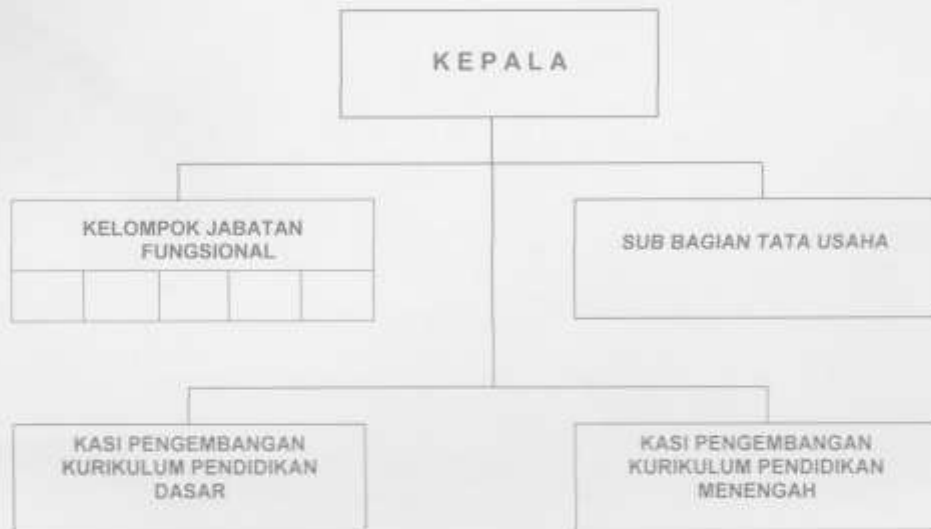 KEPALA
KELOMPOK JABATAN
FUNGSIONAL
SUB BAGIAN TATA USAHA
KASI PENGEMBANGAN
KURIKULUM PENDIDIKAN
DASAR
KASI PENGEMBANGAN
KURIKULUM PENDIDIKAN
MENENGAH